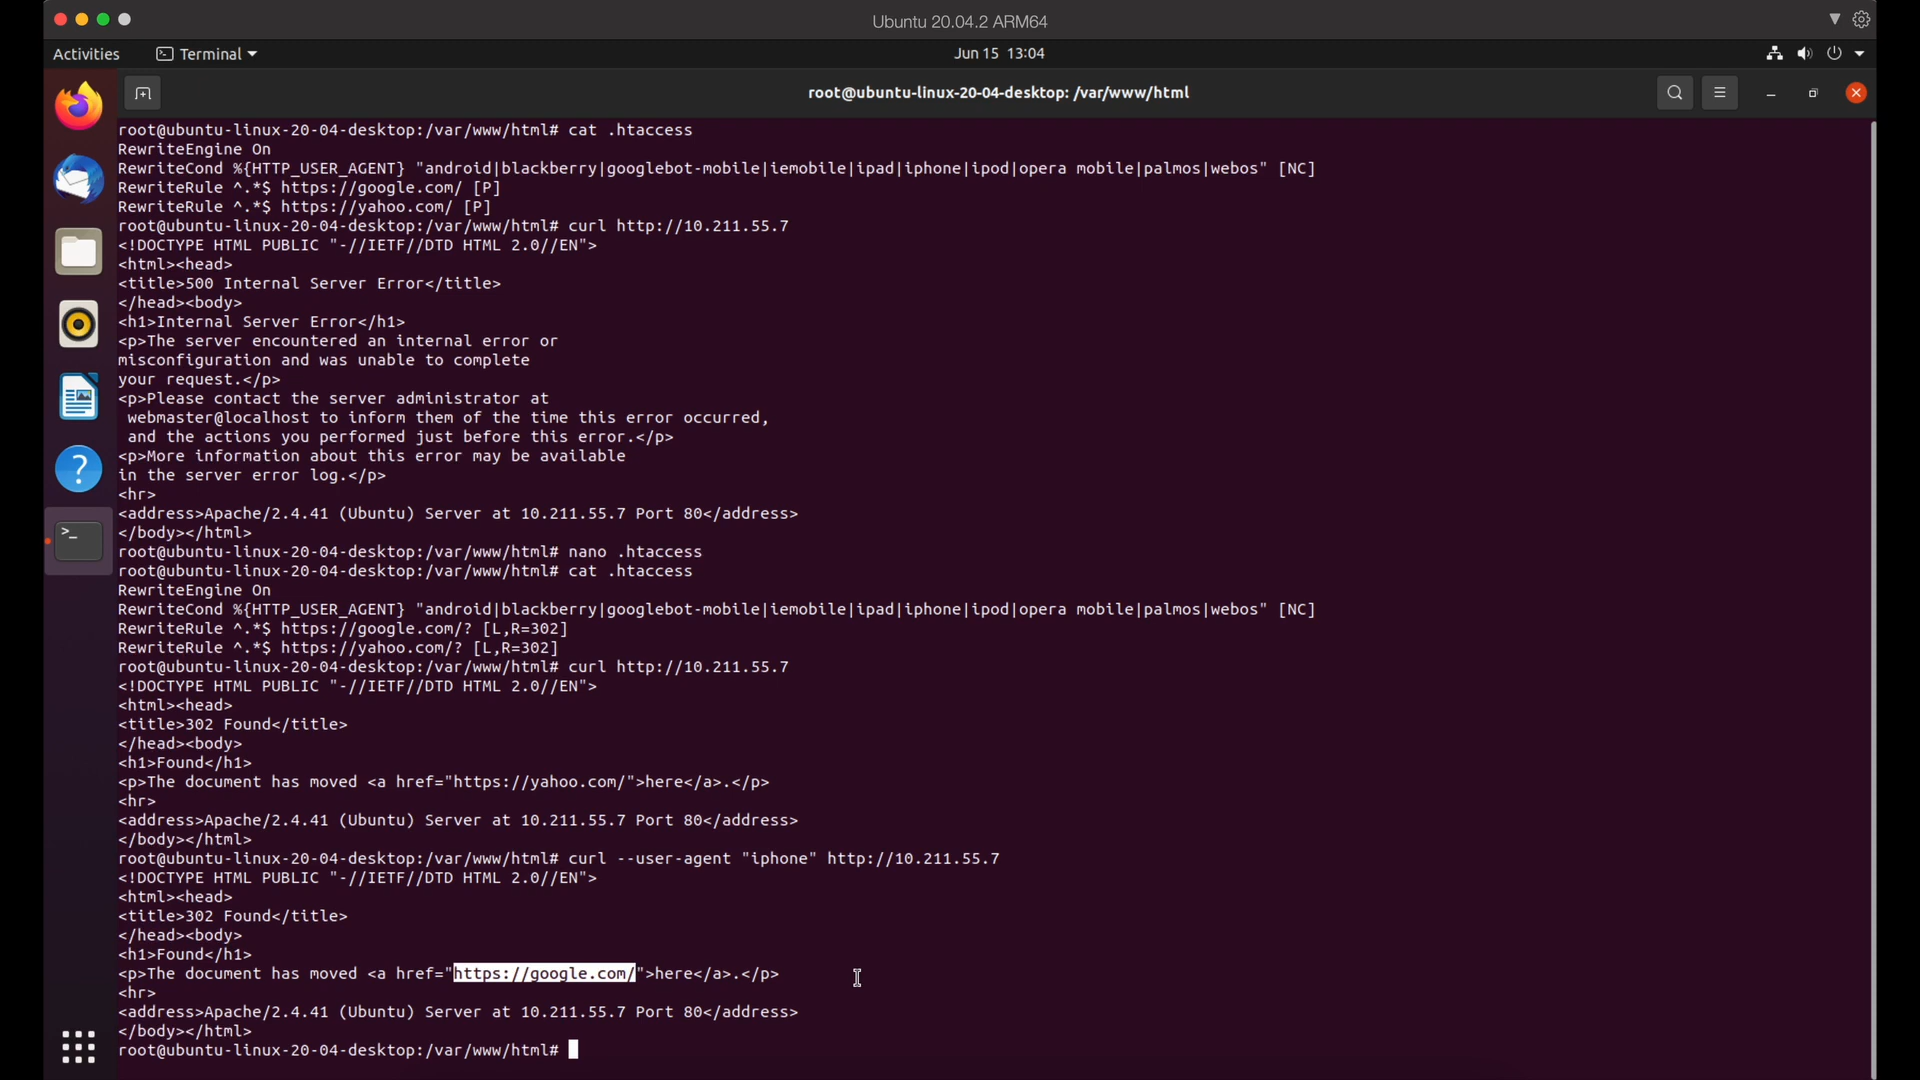 Ubuntu 20.04.2 ARM64
Activities
Terminal
Jun 15 13:04
root@ubuntu-linux-20-04-desktop: /var/www/html
root@ubuntu-linux-20-04-desktop:/var/www/html# cat .htaccess
RewriteEngine On
RewriteCond %{HTTP_USER_AGENT} "android|blackberry|googlebot-mobile|iemobile|ipad|iphone|ipod|opera mobile|palmos|webos" [NC]
RewriteRule ^.*$ https://google.com/ [P]
RewriteRule ^.*$ https://yahoo.com/ [P]
root@ubuntu-linux-20-04-desktop:/var/www/html# curl http://10.211.55.7
<!DOCTYPE HTML PUBLIC "-//IETF//DTD HTML 2.0//EN">
<html><head>
<title>500 Internal Server Error</title>
</head><body>
<h1>Internal Server Error</h1>
<p>The server encountered an internal error or
misconfiguration and was unable to complete
your request.</p>
<p>Please contact the server administrator at
 webmaster@localhost to inform them of the time this error occurred,
 and the actions you performed just before this error.</p>
<p>More information about this error may be available
in the server error log.</p>
<hr>
<address>Apache/2.4.41 (Ubuntu) Server at 10.211.55.7 Port 80</address>
</body></html>
root@ubuntu-linux-20-04-desktop:/var/www/html# nano .htaccess
root@ubuntu-linux-20-04-desktop:/var/www/html# cat .htaccess
RewriteEngine On
RewriteCond %{HTTP_USER_AGENT} "android|blackberry|googlebot-mobile|iemobile|ipad|iphone|ipod|opera mobile|palmos|webos" [NC]
RewriteRule ^.*$ https://google.com/? [L,R=302]
RewriteRule ^.*$ https://yahoo.com/? [L,R=302]
root@ubuntu-linux-20-04-desktop:/var/www/html# curl http://10.211.55.7
<!DOCTYPE HTML PUBLIC "-//IETF//DTD HTML 2.0//EN">
<html><head>
<title>302 Found</title>
</head><body>
<h1>Found</h1>
<p>The document has moved <a href="https://yahoo.com/">here</a>.</p>
<hr>
<address>Apache/2.4.41 (Ubuntu) Server at 10.211.55.7 Port 80</address>
</body></html>
root@ubuntu-linux-20-04-desktop:/var/www/html# curl --user-agent "iphone" http://10.211.55.7
<!DOCTYPE HTML PUBLIC "-//IETF//DTD HTML 2.0//EN">
<html><head>
<title>302 Found</title>
</head><body>
<h1>Found</h1>
<p>The document has moved <a href="https://google.com/">here</a>.</p>
<hr>
<address>Apache/2.4.41 (Ubuntu) Server at 10.211.55.7 Port 80</address>
</body></html>
root@ubuntu-linux-20-04-desktop:/var/www/html#